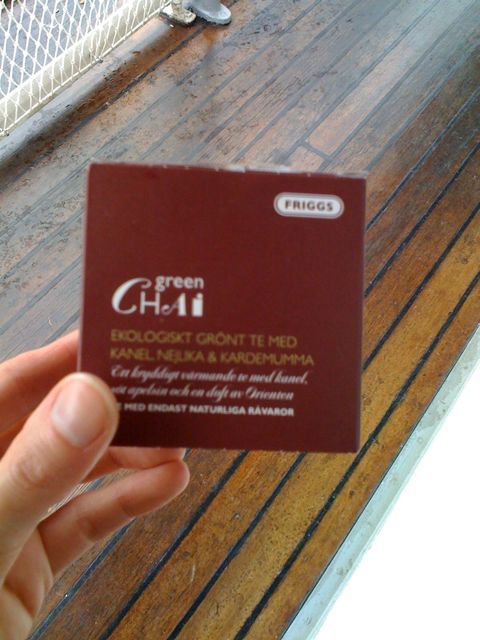 FRIGGS
green
CHAi
EKOLOGISKT GRÖNT TE MED
KANEL, NEJLIKA & KARDEMUMMA
Ett kryddigt värmande te med kanel,
söt apelsin och en doft av Orienten
MED ENDAST NATURLIGA RÅVAROR